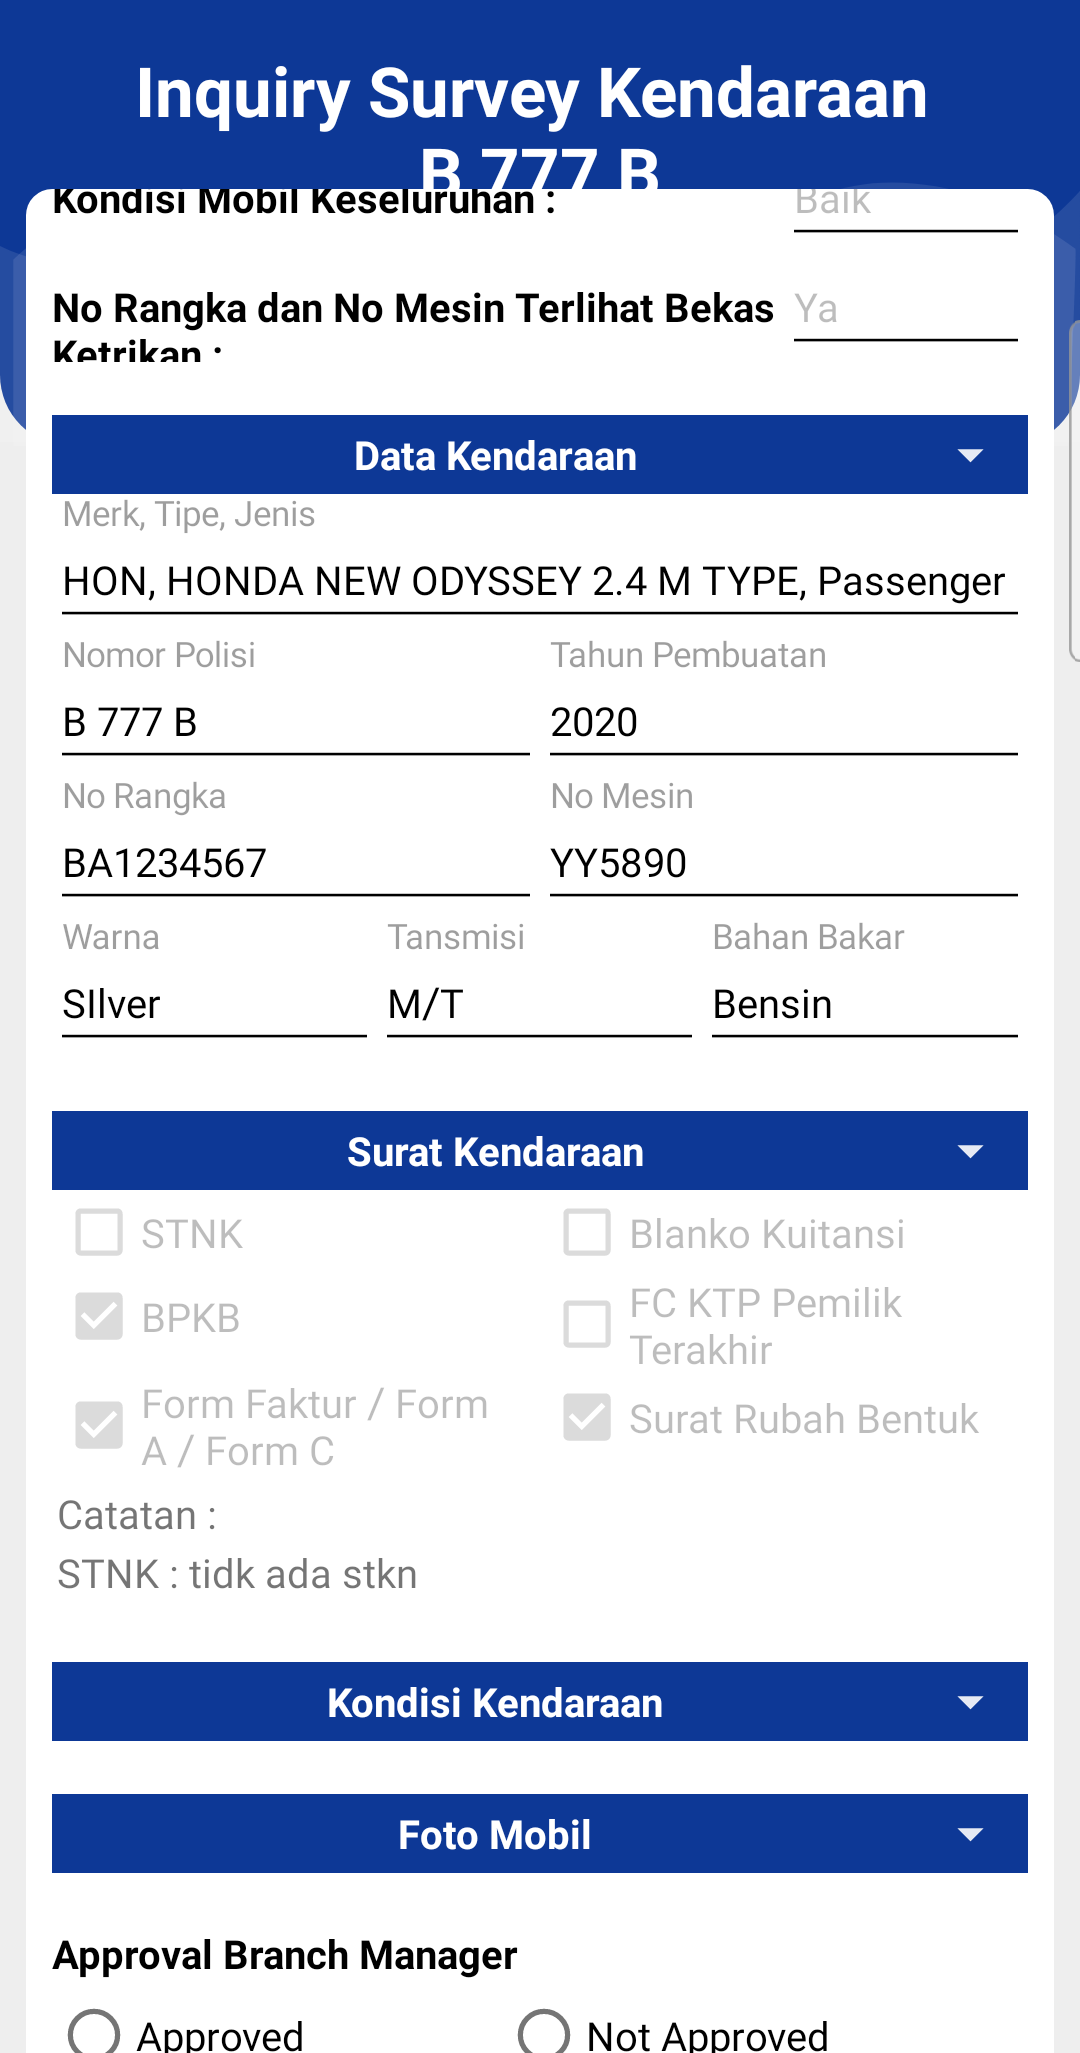 Inquiry Survey Kendaraan
B 777 B
Kondisi Mobil Keseluruhan :
Baik
No Rangka dan No Mesin Terlihat Bekas
Ketrikan :
Ya
Data Kendaraan
Merk, Tipe, Jenis
HON, HONDA NEW ODYSSEY 2.4 M TYPE, Passenger
Nomor Polisi
B 777 B
Tahun Pembuatan
2020
No Rangka
BA1234567
No Mesin
YY5890
Warna
SIlver
Tansmisi
M/T
Bahan Bakar
Bensin
Surat Kendaraan
STNK
Blanko Kuitansi
BPKB
FC KTP Pemilik
Terakhir
Form Faktur / Form
A / Form C
Surat Rubah Bentuk
Catatan :
STNK : tidk ada stkn
Kondisi Kendaraan
Foto Mobil
Approval Branch Manager
Approved
Not Approved